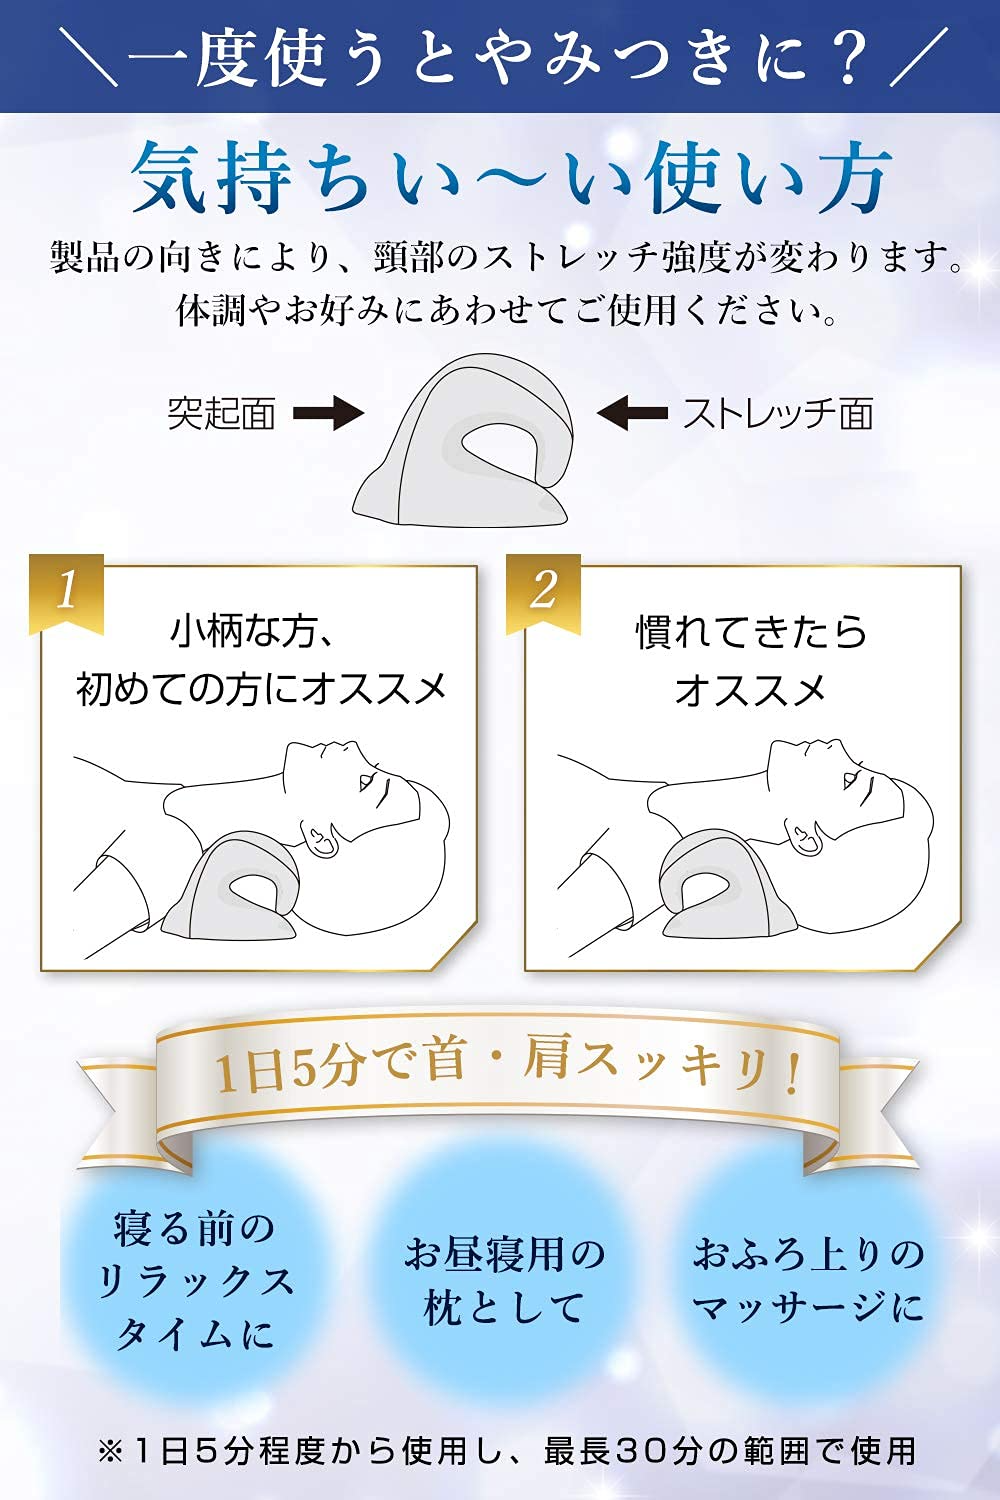 ＼一度使うとやみつきに？／
気持ちい〜い使い方
製品の向きにより、頸部のストレッチ強度が変わります。
体調やお好みにあわせてご使用ください。
突起面
ストレッチ面
1
小柄な方、
初めての方にオススメ
2
慣れてきたら
オススメ
1日5分で首・肩スッキリ！
寝る前の
リラックス
タイムに
お昼寝用の
枕として
おふろ上りの
マッサージに
※1日5分程度から使用し、最長30分の範囲で使用